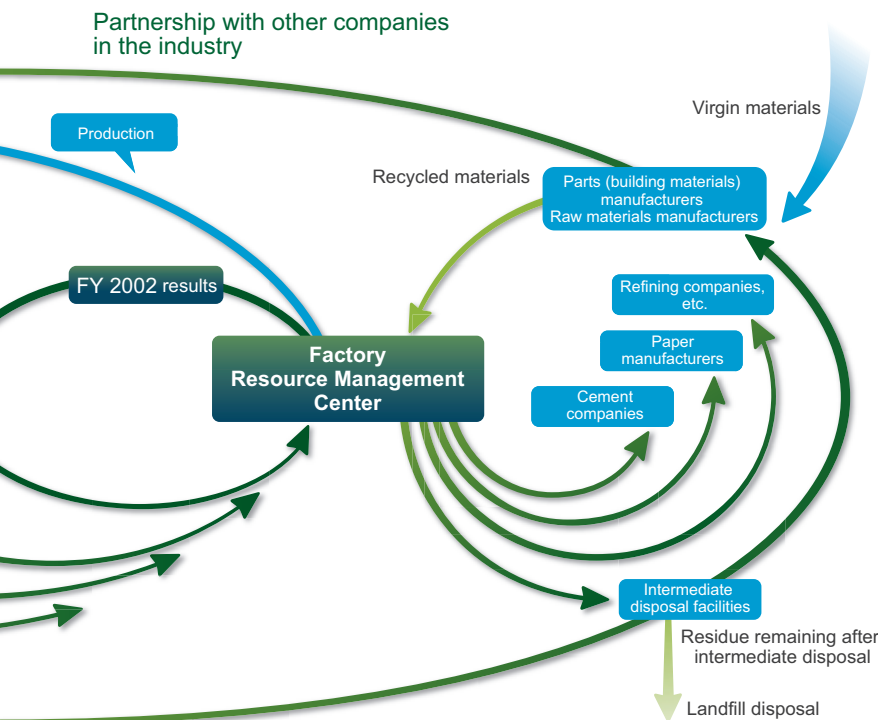 Partnership with other companies
in the industry
Virgin materials
Production
Recycled materials
Parts (building materials)
manufacturers
Raw materials manufacturers
FY 2002 results
Refining companies,
etc.
Factory
Resource Management
Center
Paper
manufacturers
Cement
companies
Intermediate
disposal facilities
Residue remaining after
intermediate disposal
Landfill disposal